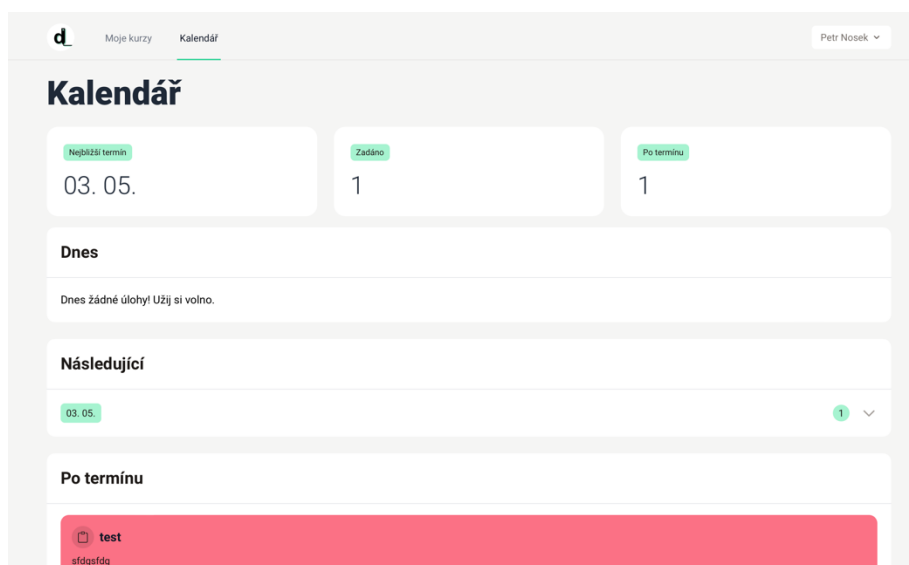 d_
Moje kurzy
Kalendář
Petr Nosek
Kalendář
Nejbližší termín
03. 05.
Zadáno
1
Po termínu
1
Dnes
Dnes žádné úlohy! Užij si volno.
Následující
03. 05.
1
Po termínu
test
sfdgsfdg